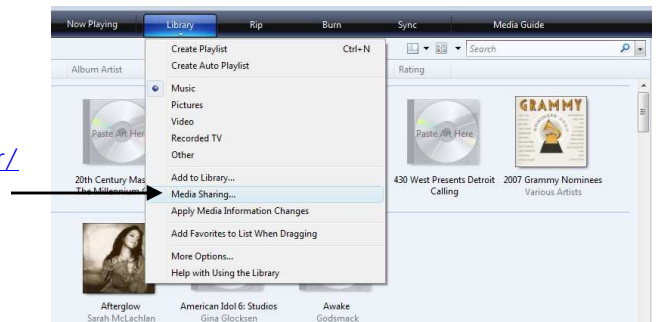 Now Playing Library Rip Burn Sync Media Guide
Create Playlist Ctrl+N
Search
Create Auto Playlist
Album Artist Rating
Music
Pictures
Paste Art Here Video Paste Art Here GRAMMY
Recorded TV
Other
r/
20th Century Add to Library... 430 West Presents Detroit 2007 Grammy Nominees
The Millennium Media Sharing... Calling Various Artists
Apply Media Information Changes
Add Favorites to List When Dragging
More Options...
Help with Using the Library
Afterglow American Idol 6: Studios Awake
Sarah McLachlan Gina Glocksen Godsmack